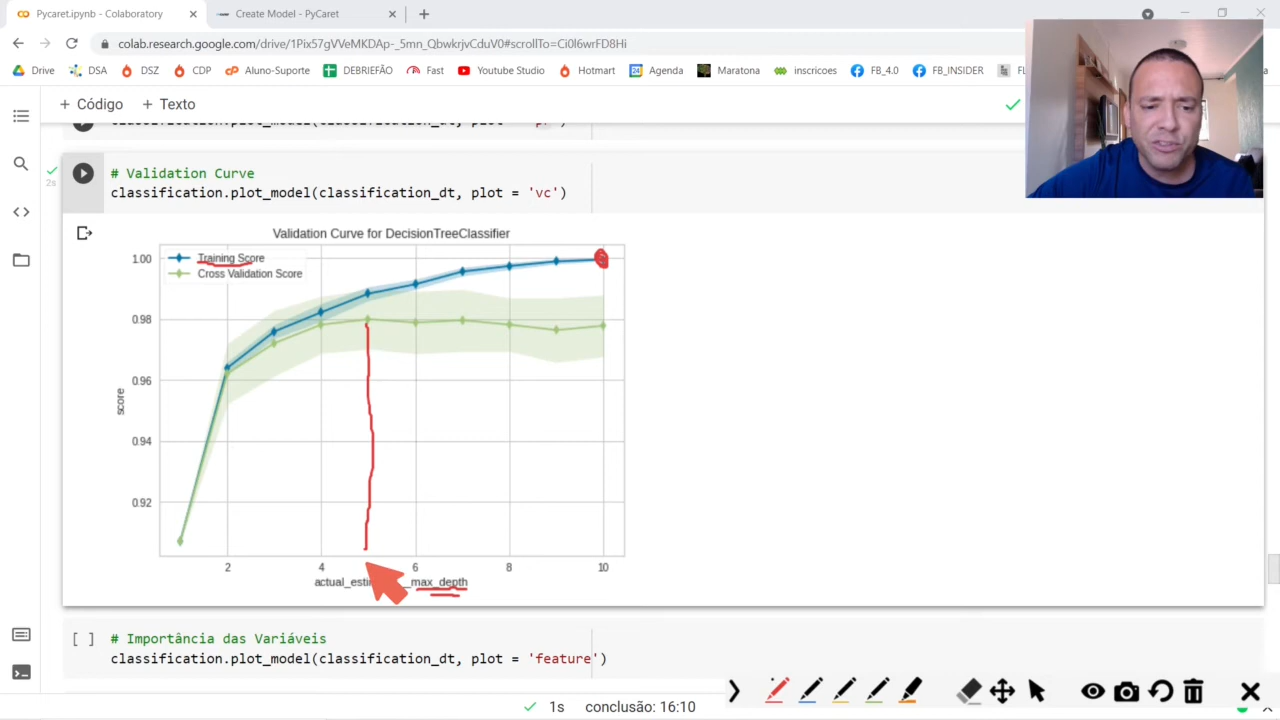 Pycaret.ipynb - Colaboratory
Create Model - PyCaret
colab.research.google.com/drive/1Pix57gVVeMKDAp-_5mn_QbwkrjvCduV0#scrollTo=Ci0l6wrFD8Hi
Drive DSA DSZ CDP Aluno-Suporte DEBRIEFÃO Fast Youtube Studio Hotmart Agenda Maratona inscricoes FB_4.0 FB_INSIDER
+ Código + Texto
# Validation Curve
classification.plot_model(classification_dt, plot = 'vc')
2s
Validation Curve for DecisionTreeClassifier
Training Score
Cross Validation Score
1.00
0.98
0.96
0.94
0.92
score
2 4 6 8 10
max_depth
[ ] # Importância das Variáveis
classification.plot_model(classification_dt, plot = 'feature')
1s conclusão: 16:10